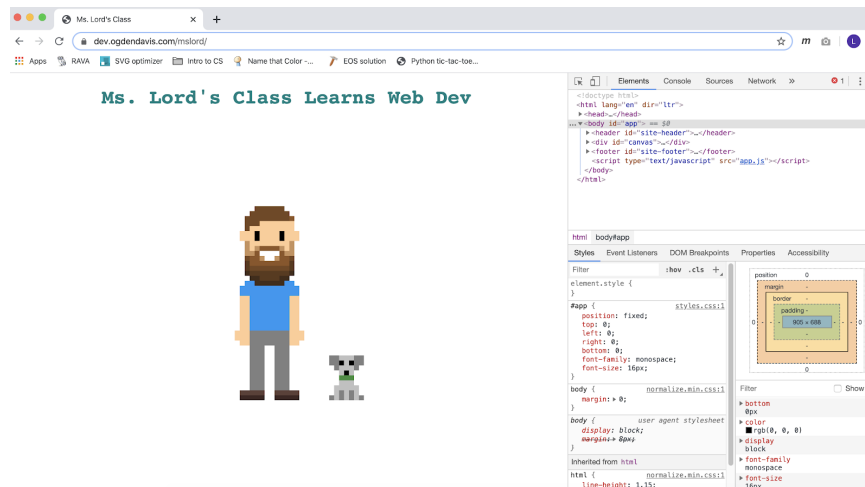 Ms. Lord's Class × +
dev.ogdendavis.com/mslord/ m L
Apps RAVA SVG optimizer Intro to CS Name that Color -... EOS solution Python tic-tac-toe...
Ms. Lord's Class Learns Web Dev
Elements Console Sources Network » 1
<!doctype html>
<html lang="en" dir="ltr">
▶<head>…</head>
...▼<body id="app"> == $0
▶<header id="site-header">…</header>
▶<div id="canvas">…</div>
▶<footer id="site-footer">…</footer>
<script type="text/javascript" src="app.js"></script>
</body>
</html>
html body#app
Styles Event Listeners DOM Breakpoints Properties Accessibility
Filter :hov .cls +
element.style {
}
#app { styles.css:1
position: fixed;
top: 0;
left: 0;
right: 0;
bottom: 0;
font-family: monospace;
font-size: 16px;
}
body { normalize.min.css:1
margin:▶ 0;
}
body { user agent stylesheet
display: block;
margin:▶ 8px;
}
Inherited from html
html { normalize.min.css:1
line-height: 1.15;
position 0
margin -
border -
padding -
0 - - - 805 × 688 - - - 0
-
-
-
0
Filter Show
▶ bottom
0px
▶ color
rgb(0, 0, 0)
▶ display
block
▶ font-family
monospace
▶ font-size
16px